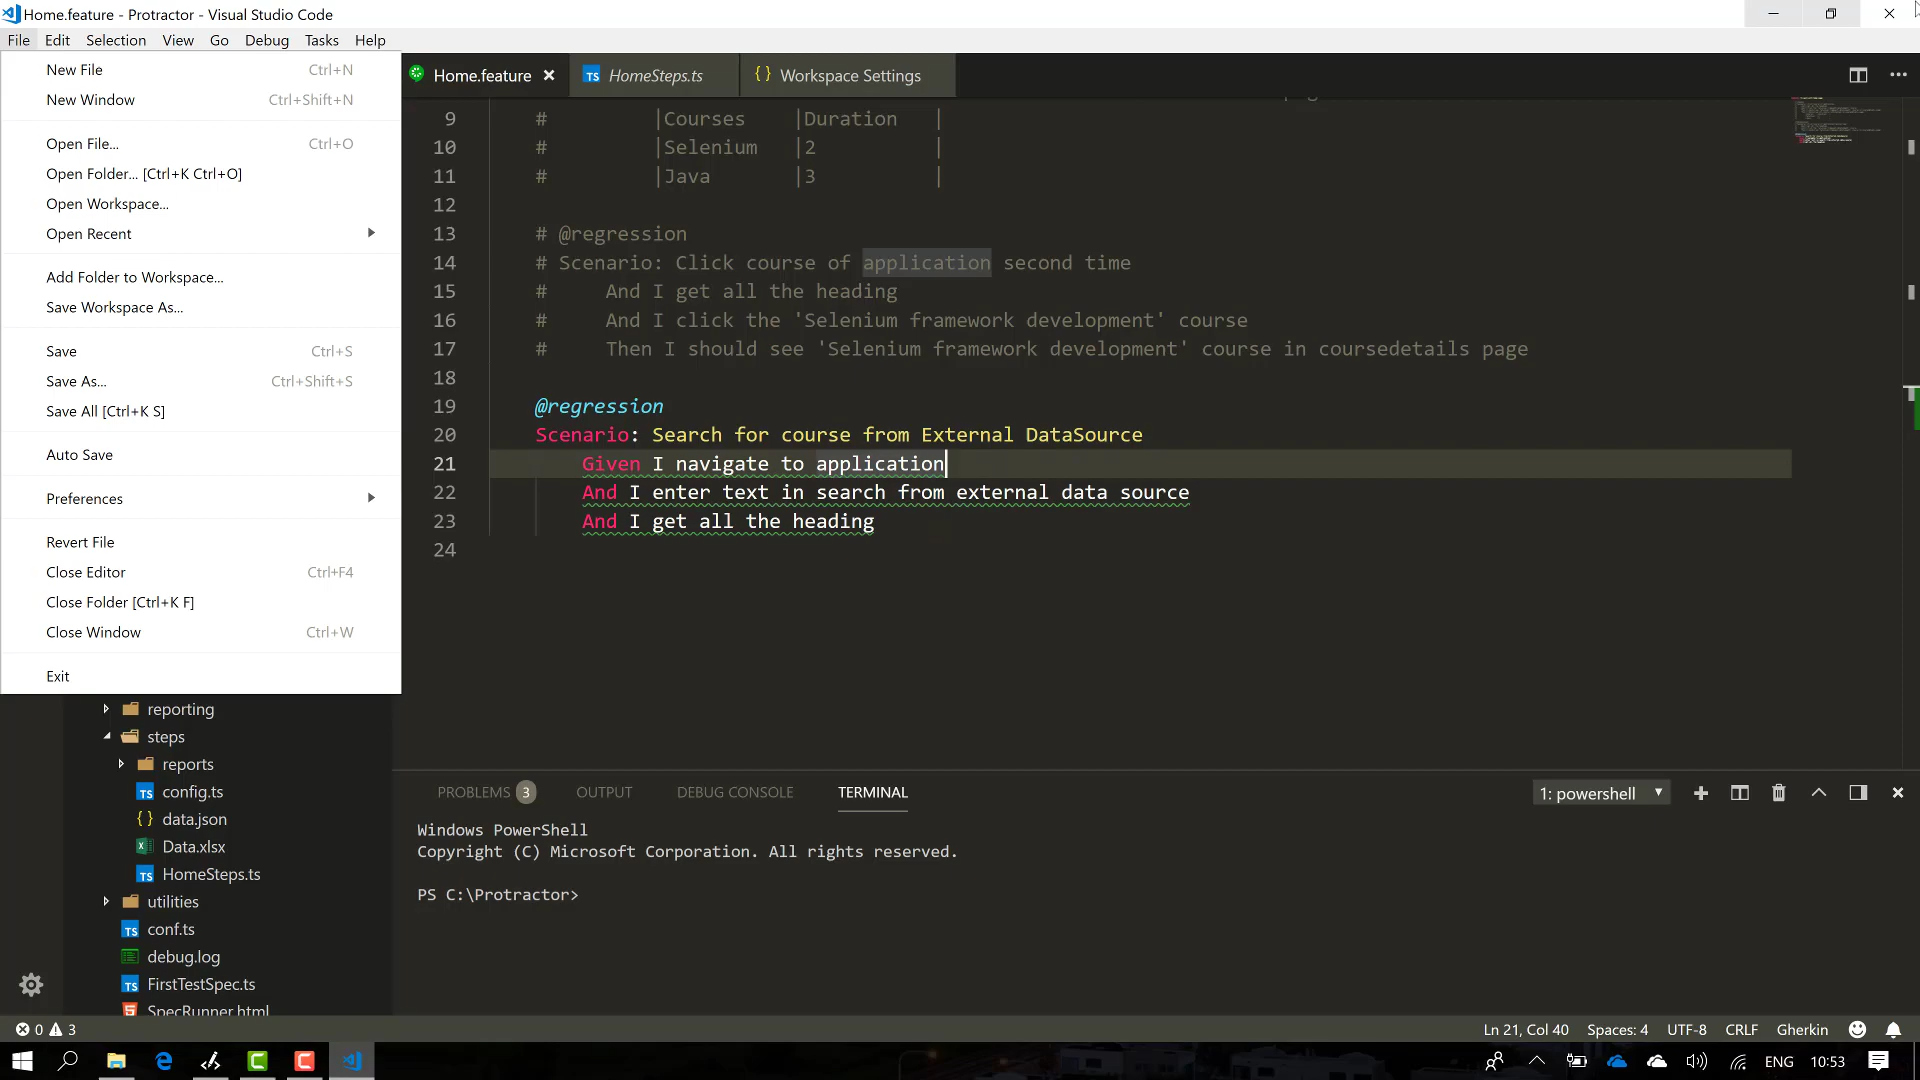 Home.feature - Protractor - Visual Studio Code
File Edit Selection View Go Debug Tasks Help
New File Ctrl+N
New Window Ctrl+Shift+N
Open File... Ctrl+O
Open Folder... [Ctrl+K Ctrl+O]
Open Workspace...
Open Recent
Add Folder to Workspace...
Save Workspace As...
Save Ctrl+S
Save As... Ctrl+Shift+S
Save All [Ctrl+K S]
Auto Save
Preferences
Revert File
Close Editor Ctrl+F4
Close Folder [Ctrl+K F]
Close Window Ctrl+W
Exit
reporting
steps
reports
TS config.ts
{} data.json
Data.xlsx
TS HomeSteps.ts
utilities
TS conf.ts
debug.log
TS FirstTestSpec.ts
SpecRunner.html
Home.feature TS HomeSteps.ts {} Workspace Settings
9 # |Courses |Duration |
10 # |Selenium |2 |
11 # |Java |3 |
12
13 # @regression
14 # Scenario: Click course of application second time
15 # And I get all the heading
16 # And I click the 'Selenium framework development' course
17 # Then I should see 'Selenium framework development' course in coursedetails page
18
19 @regression
20 Scenario: Search for course from External DataSource
21 Given I navigate to application
22 And I enter text in search from external data source
23 And I get all the heading
24
PROBLEMS 3 OUTPUT DEBUG CONSOLE TERMINAL 1: powershell
Windows PowerShell
Copyright (C) Microsoft Corporation. All rights reserved.
PS C:\Protractor>
0 3 Ln 21, Col 40 Spaces: 4 UTF-8 CRLF Gherkin
ENG 10:53